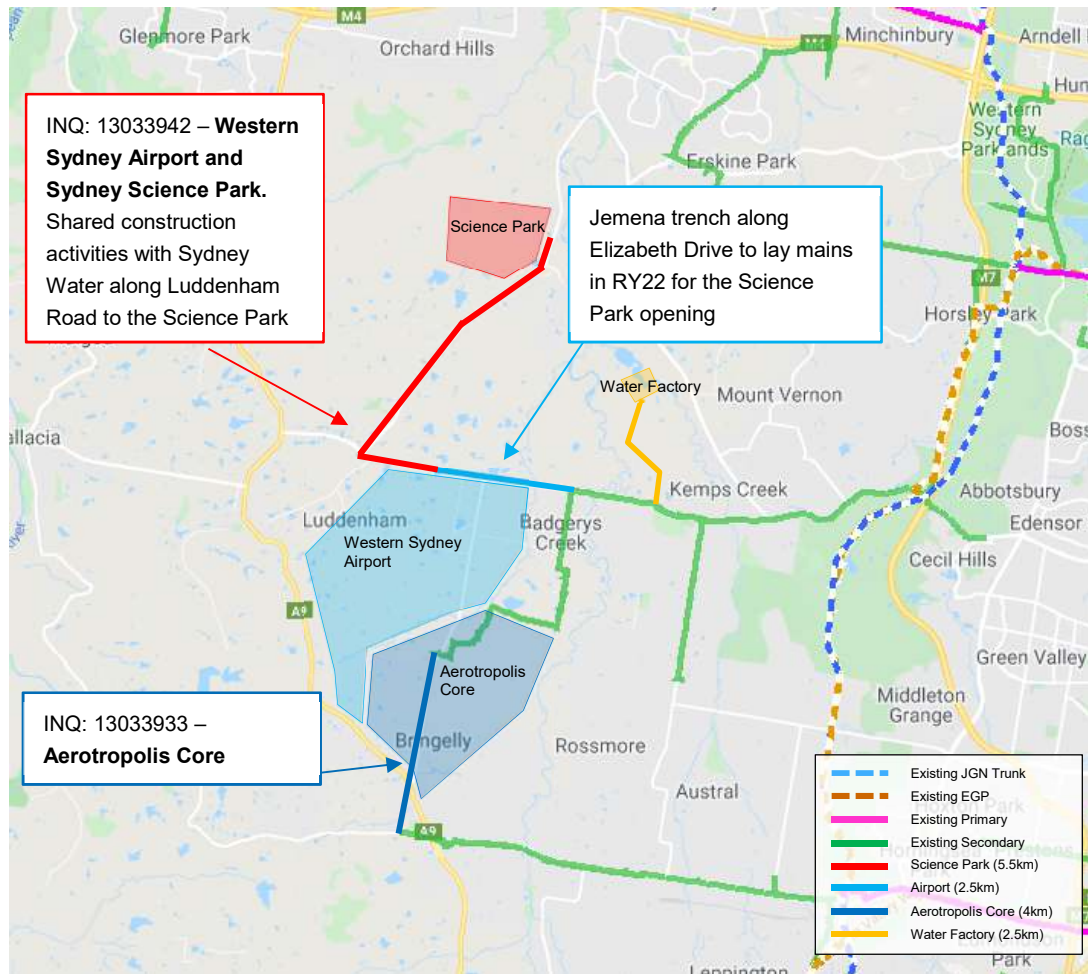 M4
Glenmore Park
Orchard Hills
Minchinbury
Arndell
M4
Western
Sydney
Parklands
Erskine Park
INQ: 13033942 – Western
Sydney Airport and
Sydney Science Park.
Shared construction
activities with Sydney
Water along Luddenham
Road to the Science Park
Science Park
Jemena trench along
Elizabeth Drive to lay mains
in RY22 for the Science
Park opening
M7
Horsley Park
Water Factory
Mount Vernon
allacia
Boss
Kemps Creek
Abbotsbury
Luddenham
Badgerys
Creek
Edensor
Western Sydney
Airport
Cecil Hills
A9
Aerotropolis
Core
Green Valley
Middleton
Grange
INQ: 13033933 –
Aerotropolis Core
Bringelly
Rossmore
Austral
A9
Existing JGN Trunk
Existing EGP
Existing Primary
Existing Secondary
Science Park (5.5km)
Airport (2.5km)
Aerotropolis Core (4km)
Water Factory (2.5km)
Leppington
Park